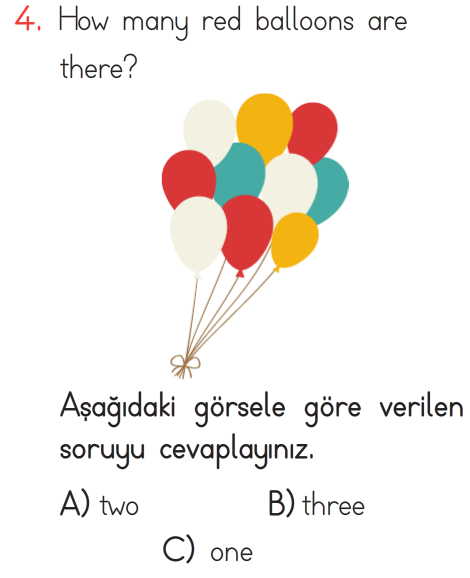 4. How many red balloons are
there?
Aşağıdaki görsele göre verilen
soruyu cevaplayınız.
A) two B) three
C) one